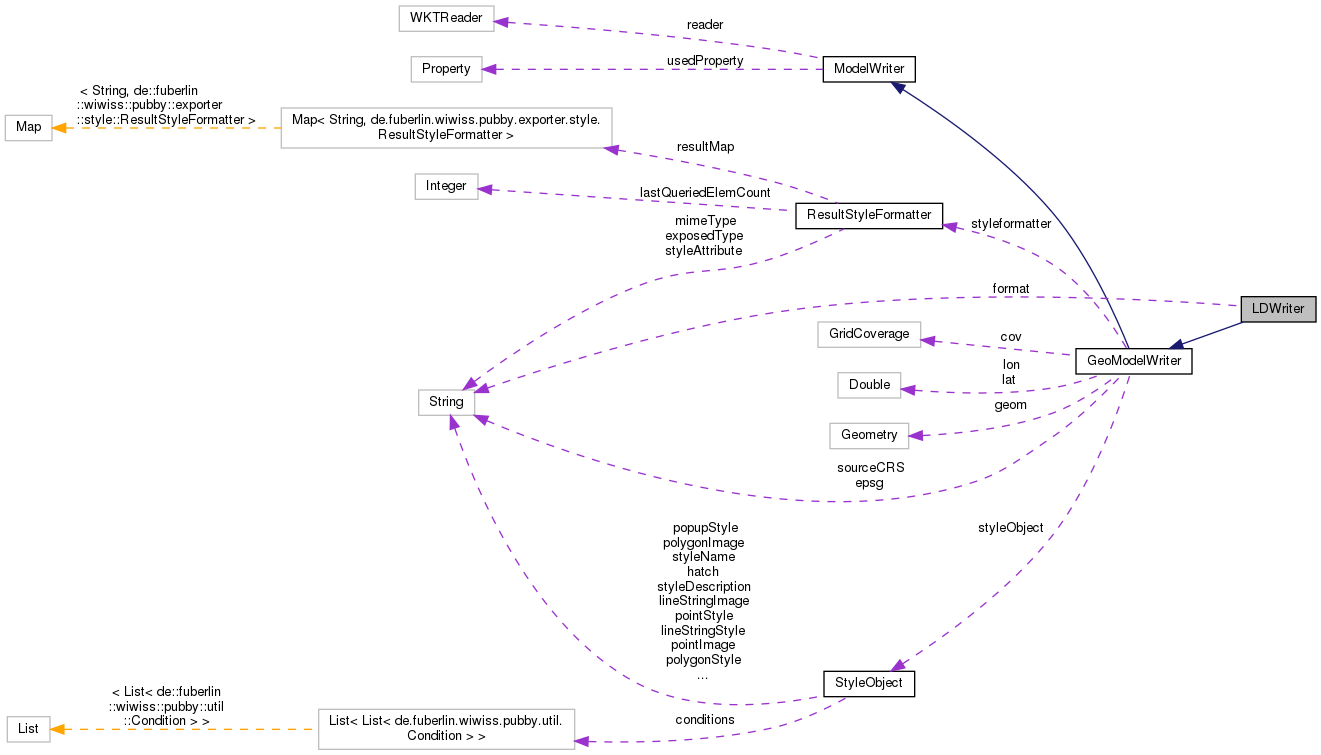 WKTReader
reader
Property
usedProperty
ModelWriter
< String, de::fuberlin
::wiwiss::pubby::exporter
::style::ResultStyleFormatter >
Map
Map< String, de.fuberlin.wiwiss.pubby.exporter.style.
ResultStyleFormatter >
resultMap
Integer
lastQueriedElemCount
ResultStyleFormatter
mimeType
exposedType
styleAttribute
styleformatter
format
LDWriter
GridCoverage
cov
GeoModelWriter
lon
lat
Double
String
geom
Geometry
sourceCRS
epsg
popupStyle
polygonImage
styleName
hatch
styleDescription
lineStringImage
pointStyle
lineStringStyle
pointImage
polygonStyle
...
styleObject
StyleObject
< List< de::fuberlin
::wiwiss::pubby::util
::Condition > >
List
List< List< de.fuberlin.wiwiss.pubby.util.
Condition > >
conditions